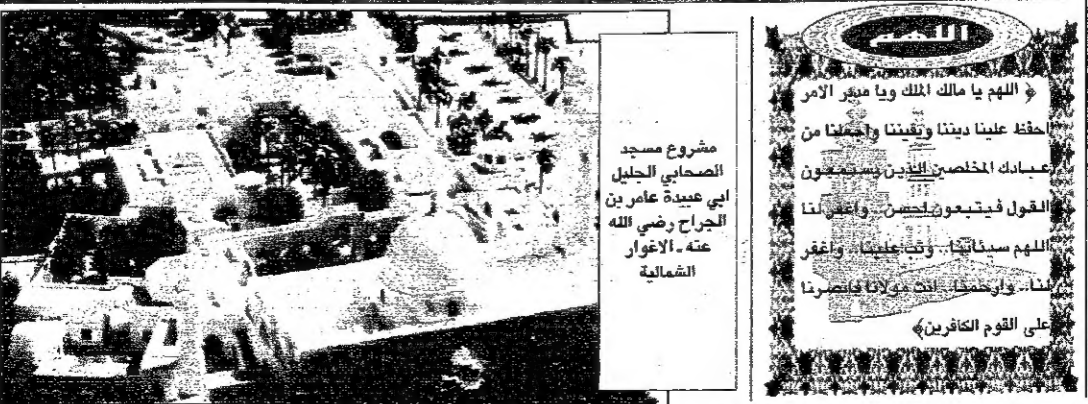 اللهم
﴿ اللهم يا مالك الملك ويا مدبر الامر
احفظ علينا ديننا ويقيننا واجعلنا من
عبادك المخلصين الذين يستمعون
القول فيتبعون احسن.. واغفر لنا
اللهم سيئاتنا.. وتب علينا.. واغفر
لنا.. وارحمنا.. انت مولانا فانصرنا
على القوم الكافرين﴾
مشروع مسجد
الصحابي الجليل
ابي عبيدة عامر بن
الجراح رضي الله
عنه ـ الاغوار
الشمالية